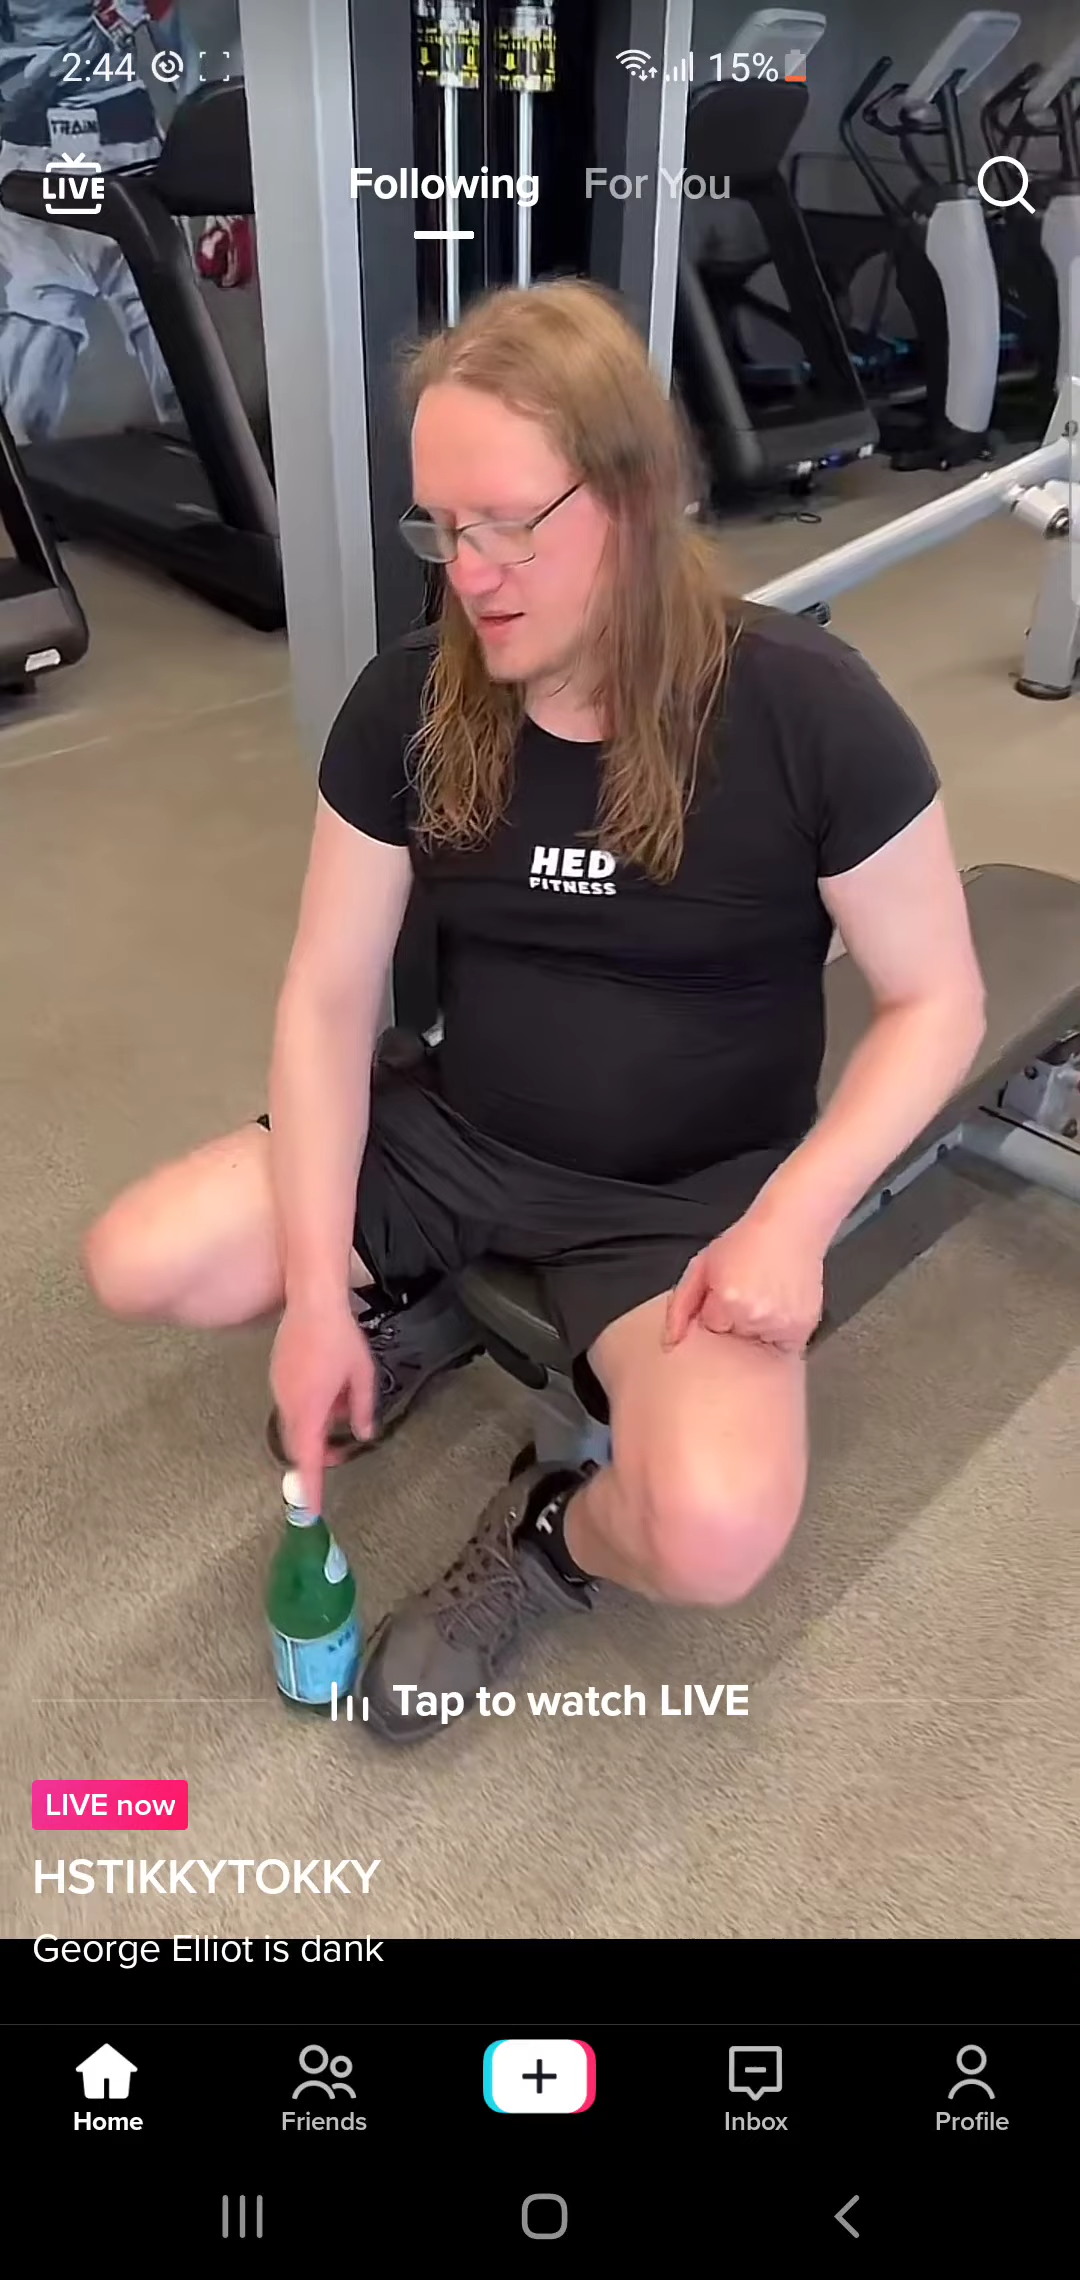 2:44
15%
TRAIN
LIVE
Following
For You
HED
FITNESS
Tap to watch LIVE
LIVE now
HSTIKKYTOKKY
George Elliot is dank
Home
Friends
Inbox
Profile